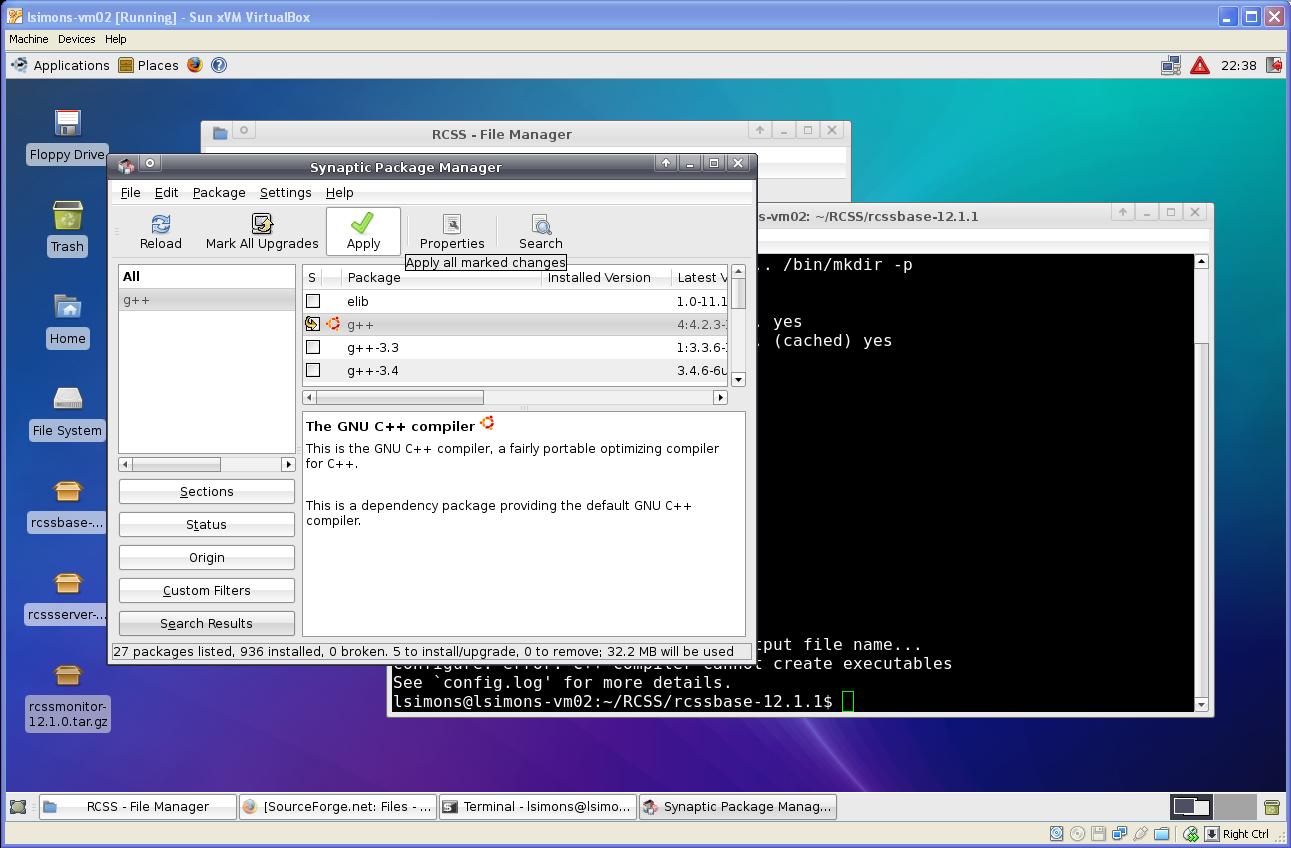 lsimons-vm02 [Running] - Sun xVM VirtualBox
Machine Devices Help
Applications Places 22:38
Floppy Drive
Trash
Home
File System
rcssbase-...
rcssserver-...
rcssmonitor-
12.1.0.tar.gz
RCSS - File Manager
Synaptic Package Manager
File Edit Package Settings Help
Reload Mark All Upgrades Apply Properties Search
Apply all marked changes
All
g++
S Package Installed Version Latest V
elib 1.0-11.1
g++ 4:4.2.3-
g++-3.3 1:3.3.6-
g++-3.4 3.4.6-6u
The GNU C++ compiler
This is the GNU C++ compiler, a fairly portable optimizing compiler
for C++.
This is a dependency package providing the default GNU C++
compiler.
Sections
Status
Origin
Custom Filters
Search Results
27 packages listed, 936 installed, 0 broken. 5 to install/upgrade, 0 to remove; 32.2 MB will be used
s-vm02: ~/RCSS/rcssbase-12.1.1
.. /bin/mkdir -p
. yes
. (cached) yes
tput file name...
configure: error: C++ compiler cannot create executables
See `config.log' for more details.
lsimons@lsimons-vm02:~/RCSS/rcssbase-12.1.1$
RCSS - File Manager
[SourceForge.net: Files - ...
Terminal - lsimons@lsimo...
Synaptic Package Manag...
Right Ctrl